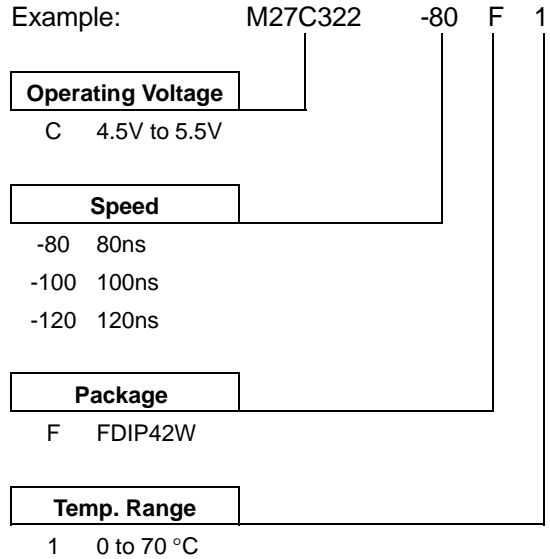 Example: M27C322 -80 F 1
Operating Voltage
C 4.5V to 5.5V
Speed
-80 80ns
-100 100ns
-120 120ns
Package
F FDIP42W
Temp. Range
1 0 to 70 °C